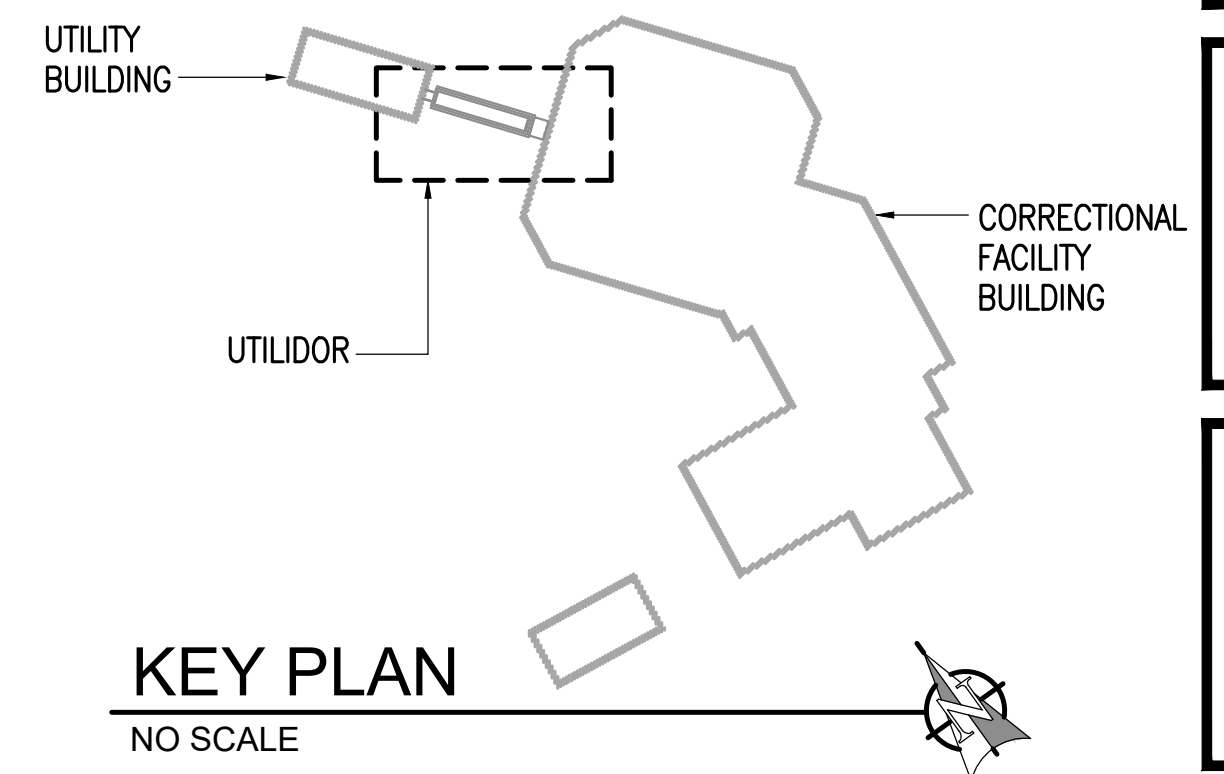 UTILITY
BUILDING
CORRECTIONAL
FACILITY
BUILDING
UTILIDOR
KEY PLAN
NO SCALE
N